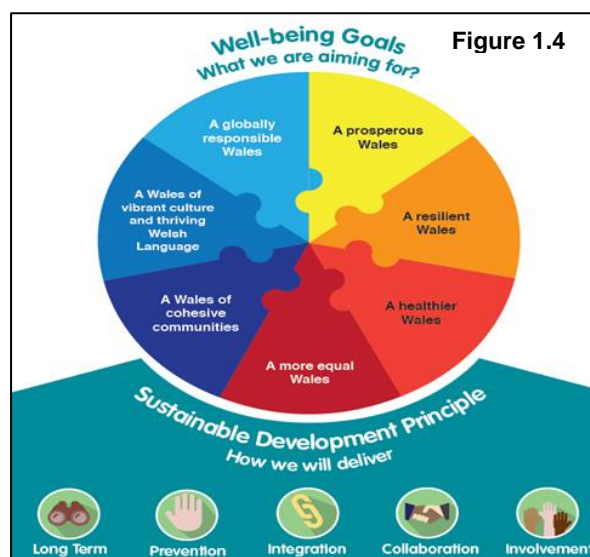 Well-being Goals
What we are aiming for?
Figure 1.4
A globally
responsible
Wales
A prosperous
Wales
A resilient
Wales
A healthier
Wales
A more equal
Wales
A Wales of
cohesive
communities
A Wales of
vibrant culture
and thriving
Welsh
Language
Sustainable Development Principle
How we will deliver
Long Term
Prevention
Integration
Collaboration
Involvement